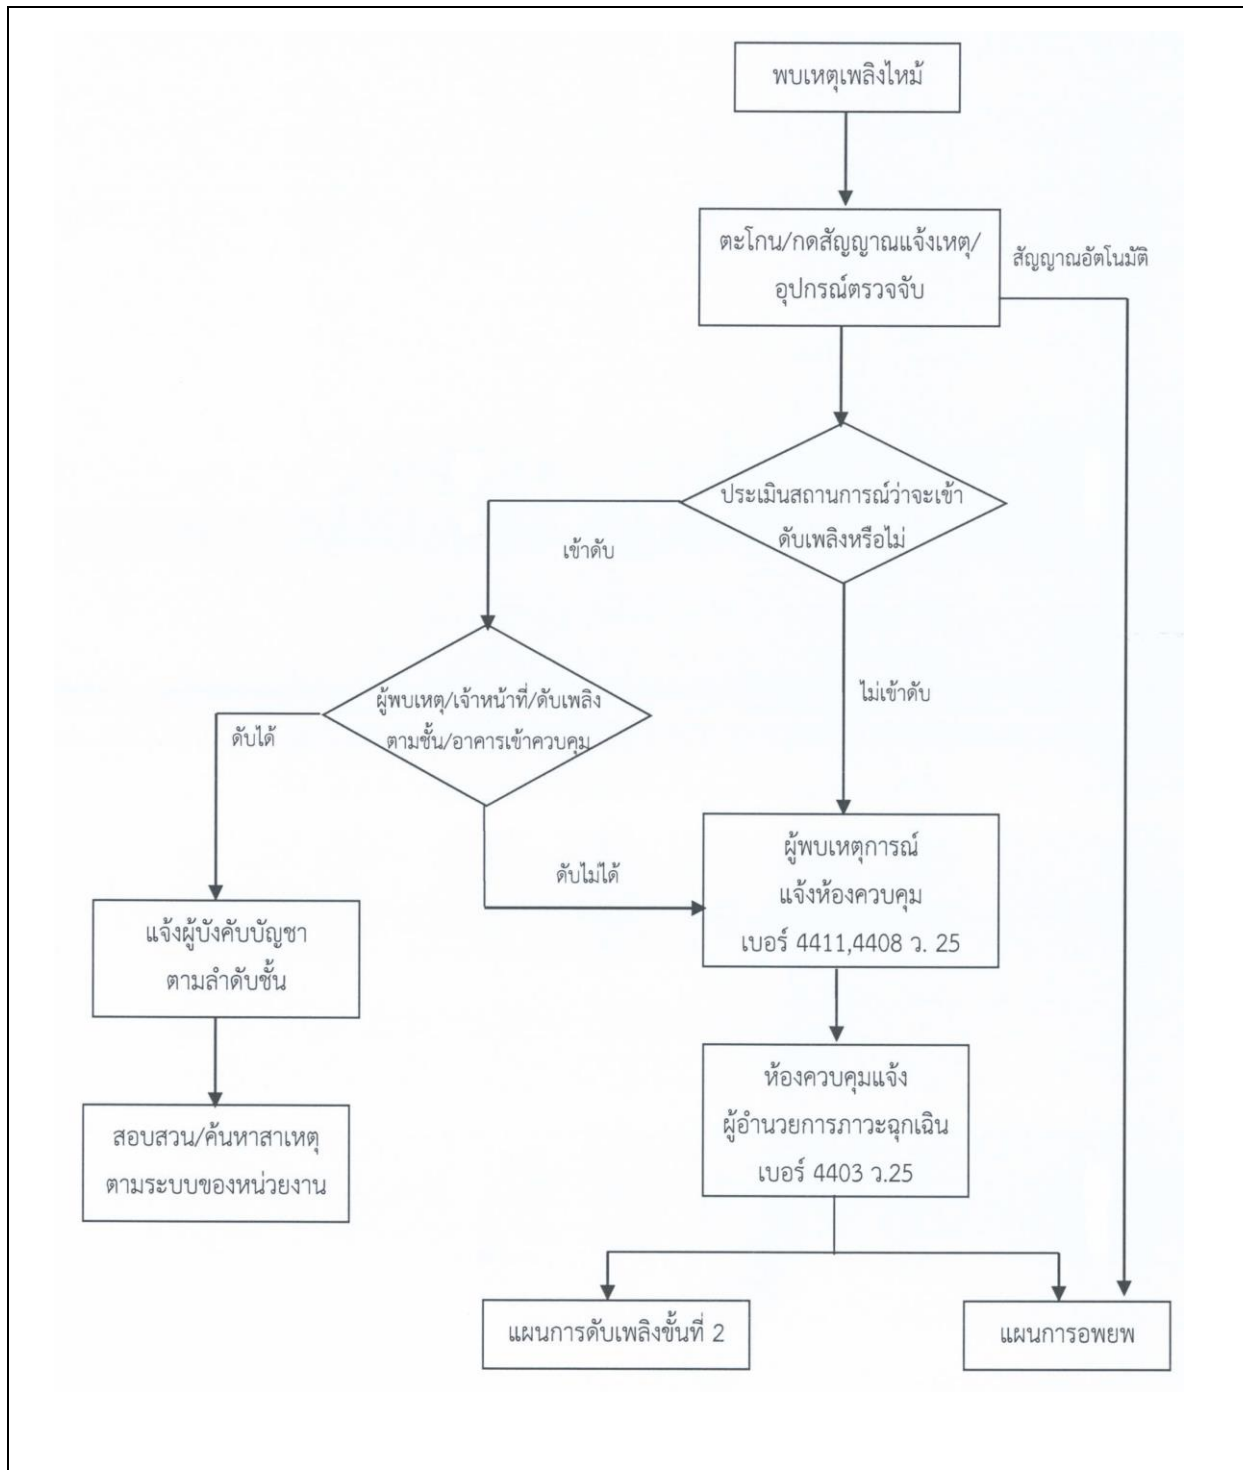 พบเหตุเพลิงไหม้
ตะโกน/กดสัญญาณแจ้งเหตุ/
อุปกรณ์ตรวจจับ
สัญญาณอัตโนมัติ
ประเมินสถานการณ์ว่าจะเข้า
ดับเพลิงหรือไม่
เข้าดับ
ไม่เข้าดับ
ผู้พบเหตุ/เจ้าหน้าที่/ดับเพลิง
ตามชั้น/อาคารเข้าควบคุม
ดับได้
ดับไม่ได้
ผู้พบเหตุการณ์
แจ้งห้องควบคุม
เบอร์ 4411,4408 ว. 25
แจ้งผู้บังคับบัญชา
ตามลำดับชั้น
ห้องควบคุมแจ้ง
ผู้อำนวยการภาวะฉุกเฉิน
เบอร์ 4403 ว.25
สอบสวน/ค้นหาสาเหตุ
ตามระบบของหน่วยงาน
แผนการดับเพลิงขั้นที่ 2
แผนการอพยพ